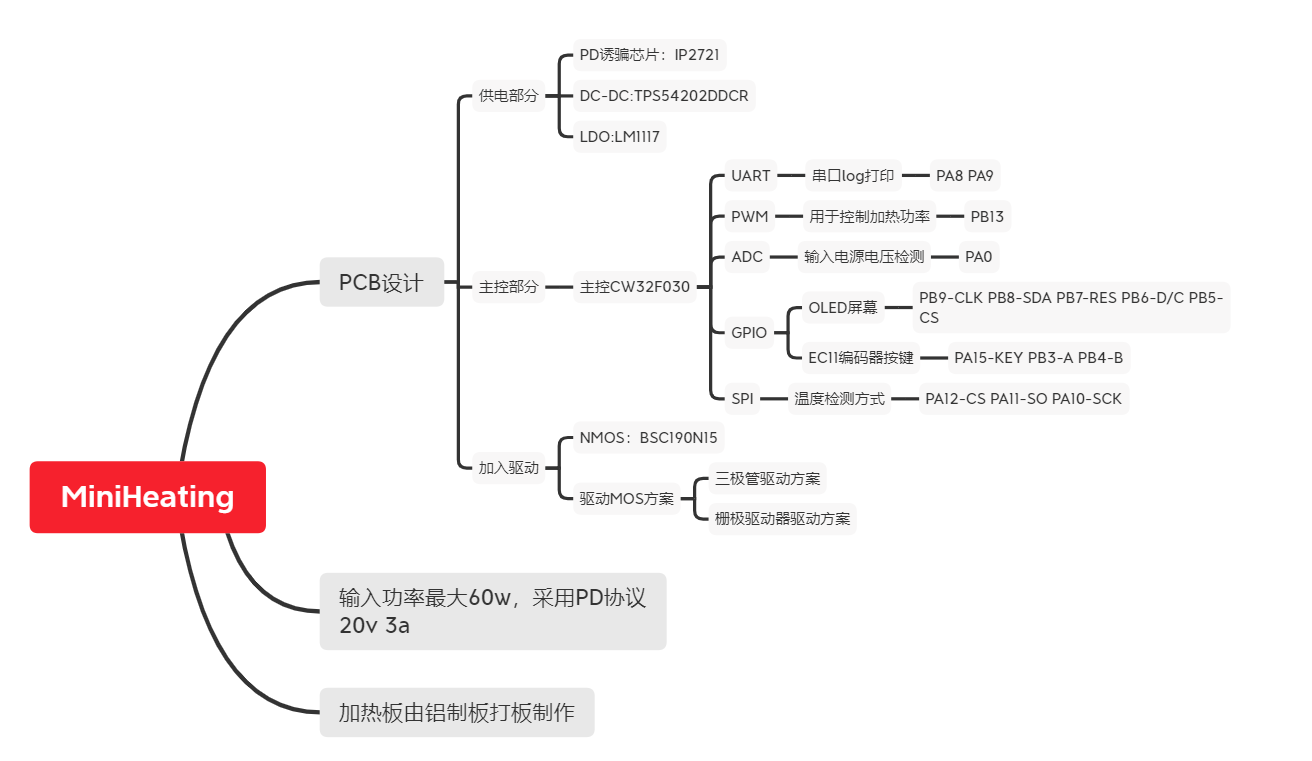 PD诱骗芯片：IP2721
供电部分
DC-DC:TPS54202DDCR
LDO:LM1117
UART
串口log打印
PA8 PA9
PWM
用于控制加热功率
PB13
ADC
输入电源电压检测
PA0
PCB设计
主控部分
主控CW32F030
GPIO
OLED屏幕
PB9-CLK PB8-SDA PB7-RES PB6-D/C PB5-
CS
EC11编码器按键
PA15-KEY PB3-A PB4-B
SPI
温度检测方式
PA12-CS PA11-SO PA10-SCK
加入驱动
NMOS：BSC190N15
驱动MOS方案
三极管驱动方案
栅极驱动器驱动方案
MiniHeating
输入功率最大60w，采用PD协议
20v 3a
加热板由铝制板打板制作